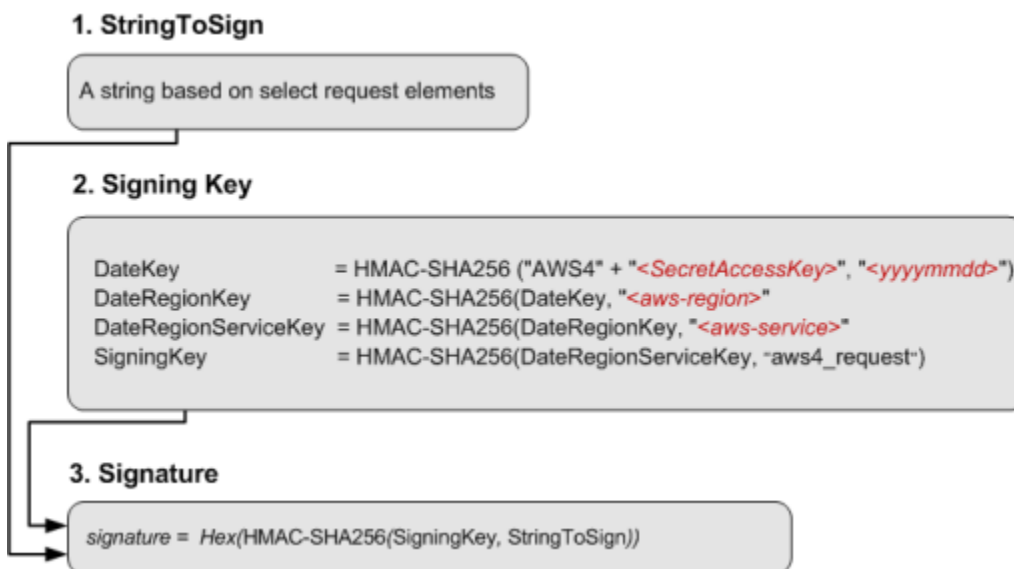 1. StringToSign
A string based on select request elements
2. Signing Key
DateKey = HMAC-SHA256 ("AWS4" + "<SecretAccessKey>", "<yyyymmdd>")
DateRegionKey = HMAC-SHA256(DateKey, "<aws-region>"
DateRegionServiceKey = HMAC-SHA256(DateRegionKey, "<aws-service>"
SigningKey = HMAC-SHA256(DateRegionServiceKey, "aws4_request")
3. Signature
signature = Hex(HMAC-SHA256(SigningKey, StringToSign))